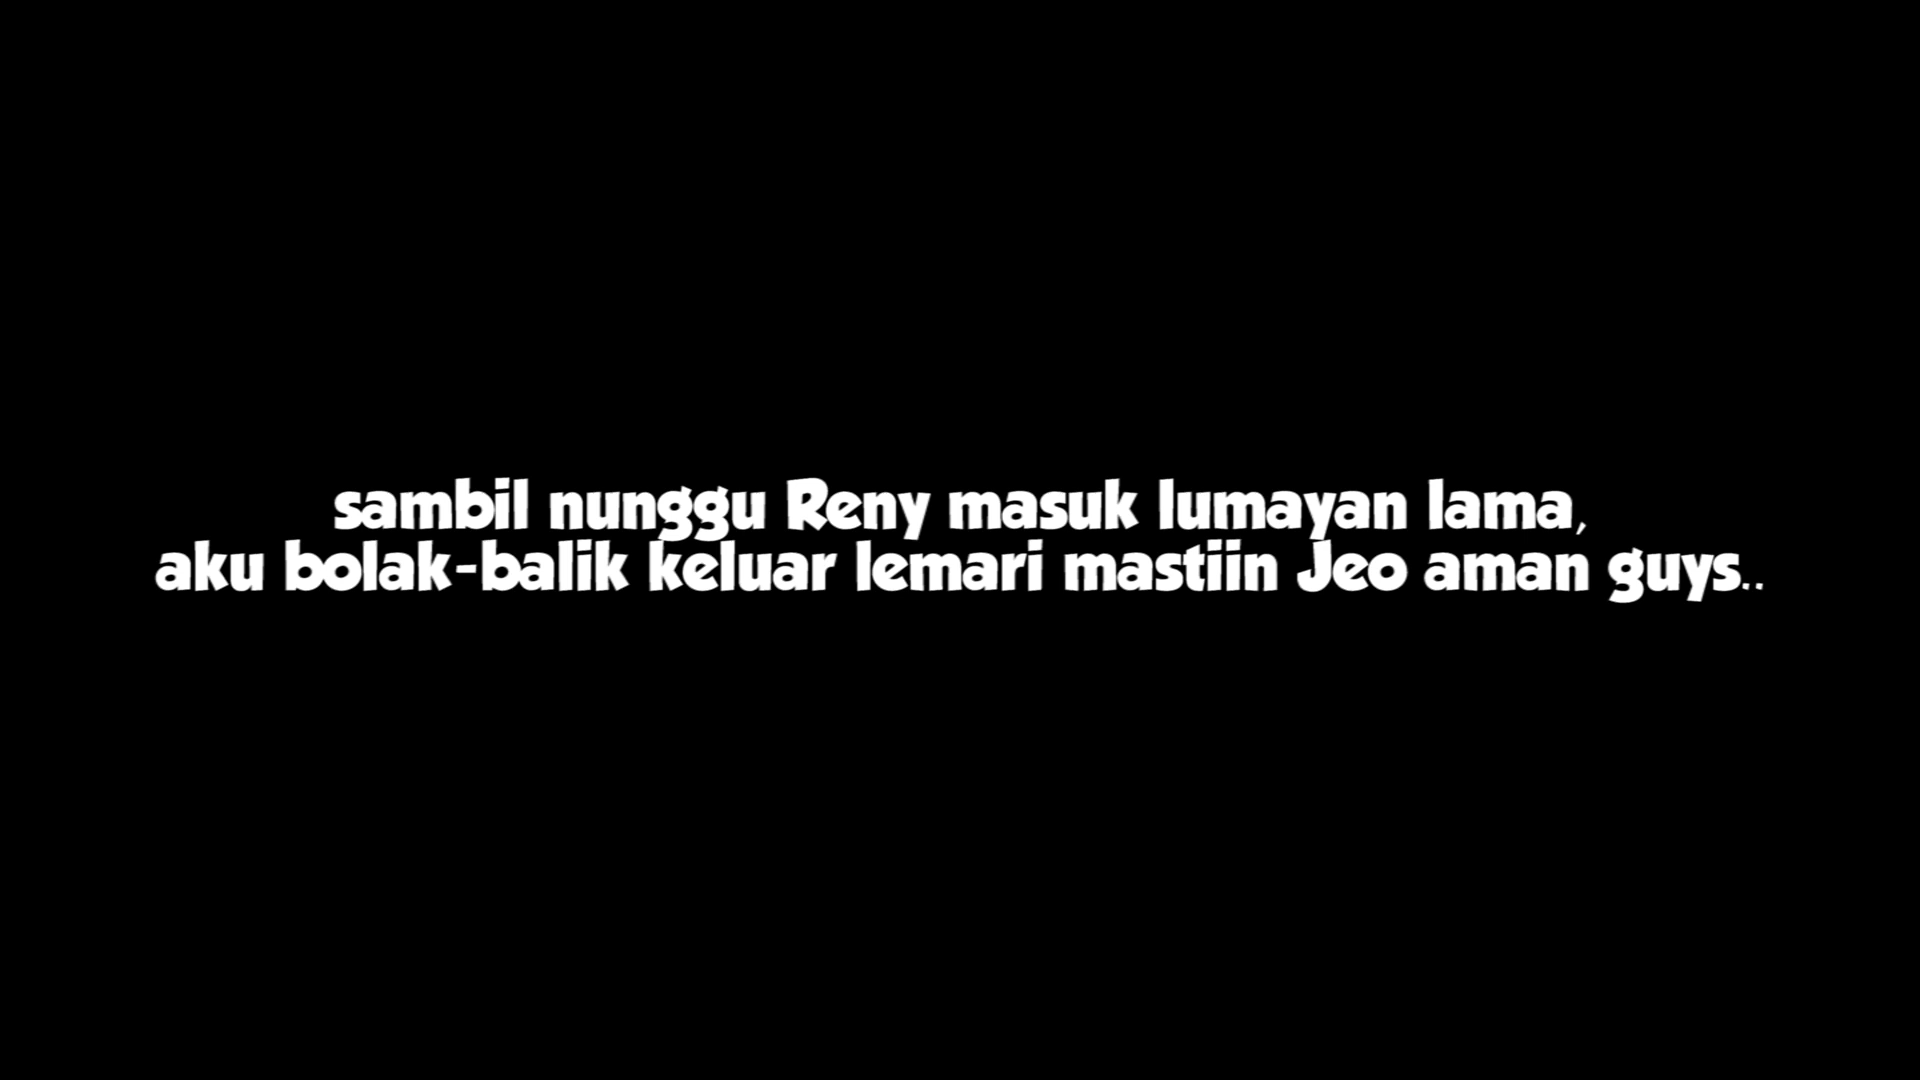 sambil nunggu Reny masuk lumayan lama,
aku bolak-balik keluar lemari mastiin Jeo aman guys..